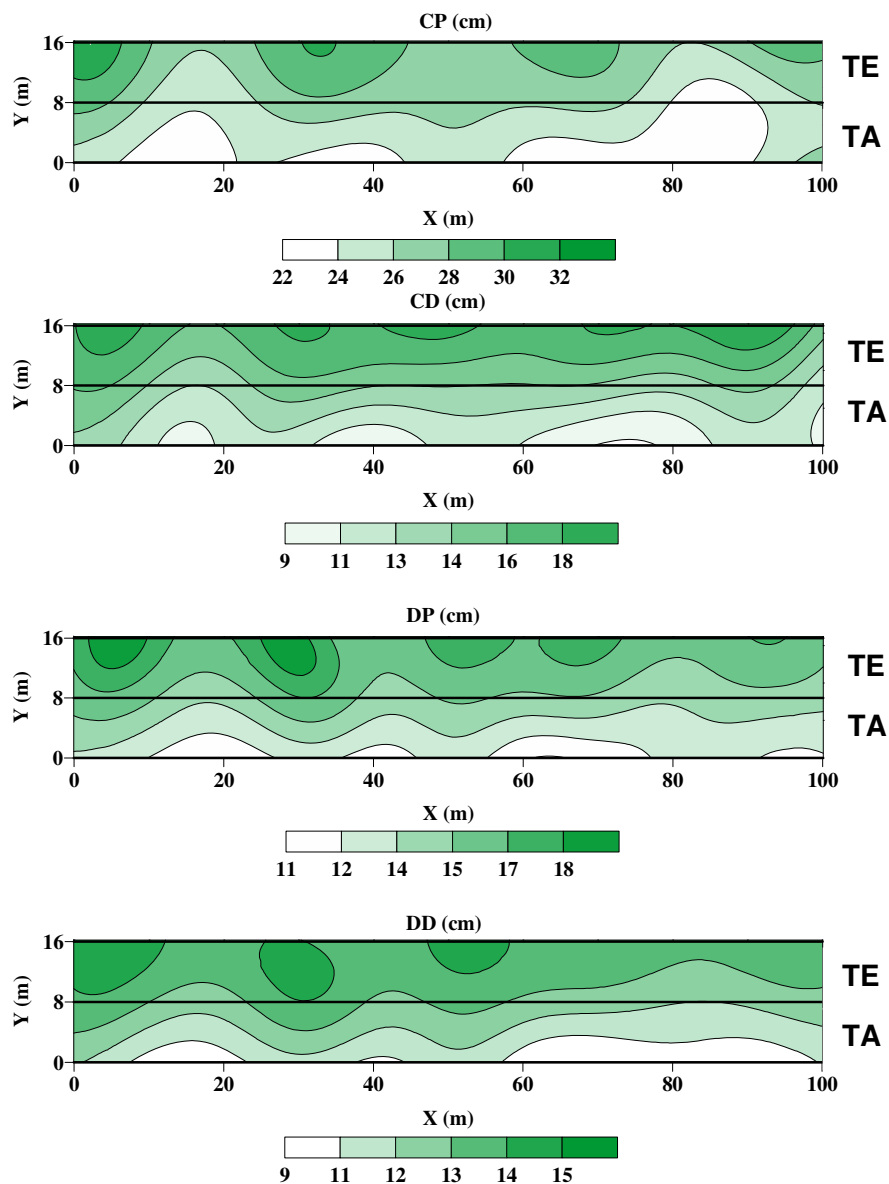 CP (cm)
16
TE
Y (m)
8
TA
0
0 20 40 60 80 100
X (m)
22 24 26 28 30 32
CD (cm)
16
TE
Y (m)
8
TA
0
0 20 40 60 80 100
X (m)
9 11 13 14 16 18
DP (cm)
16
TE
Y (m)
8
TA
0
0 20 40 60 80 100
X (m)
11 12 14 15 17 18
DD (cm)
16
TE
Y (m)
8
TA
0
0 20 40 60 80 100
X (m)
9 11 12 13 14 15